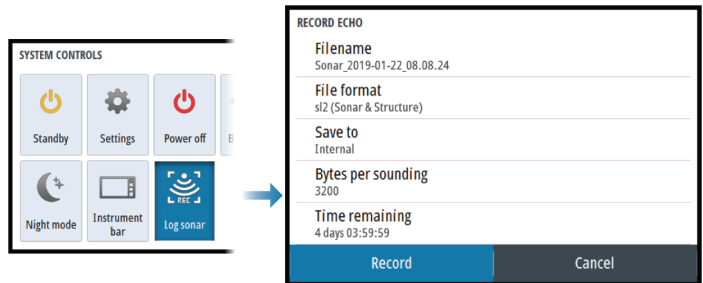 SYSTEM CONTROLS
Standby
Settings
Power off
B
Night mode
Instrument
bar
REC
Log sonar
RECORD ECHO
Filename
Sonar_2019-01-22_08.08.24
File format
sl2 (Sonar & Structure)
Save to
Internal
Bytes per sounding
3200
Time remaining
4 days 03:59:59
Record
Cancel